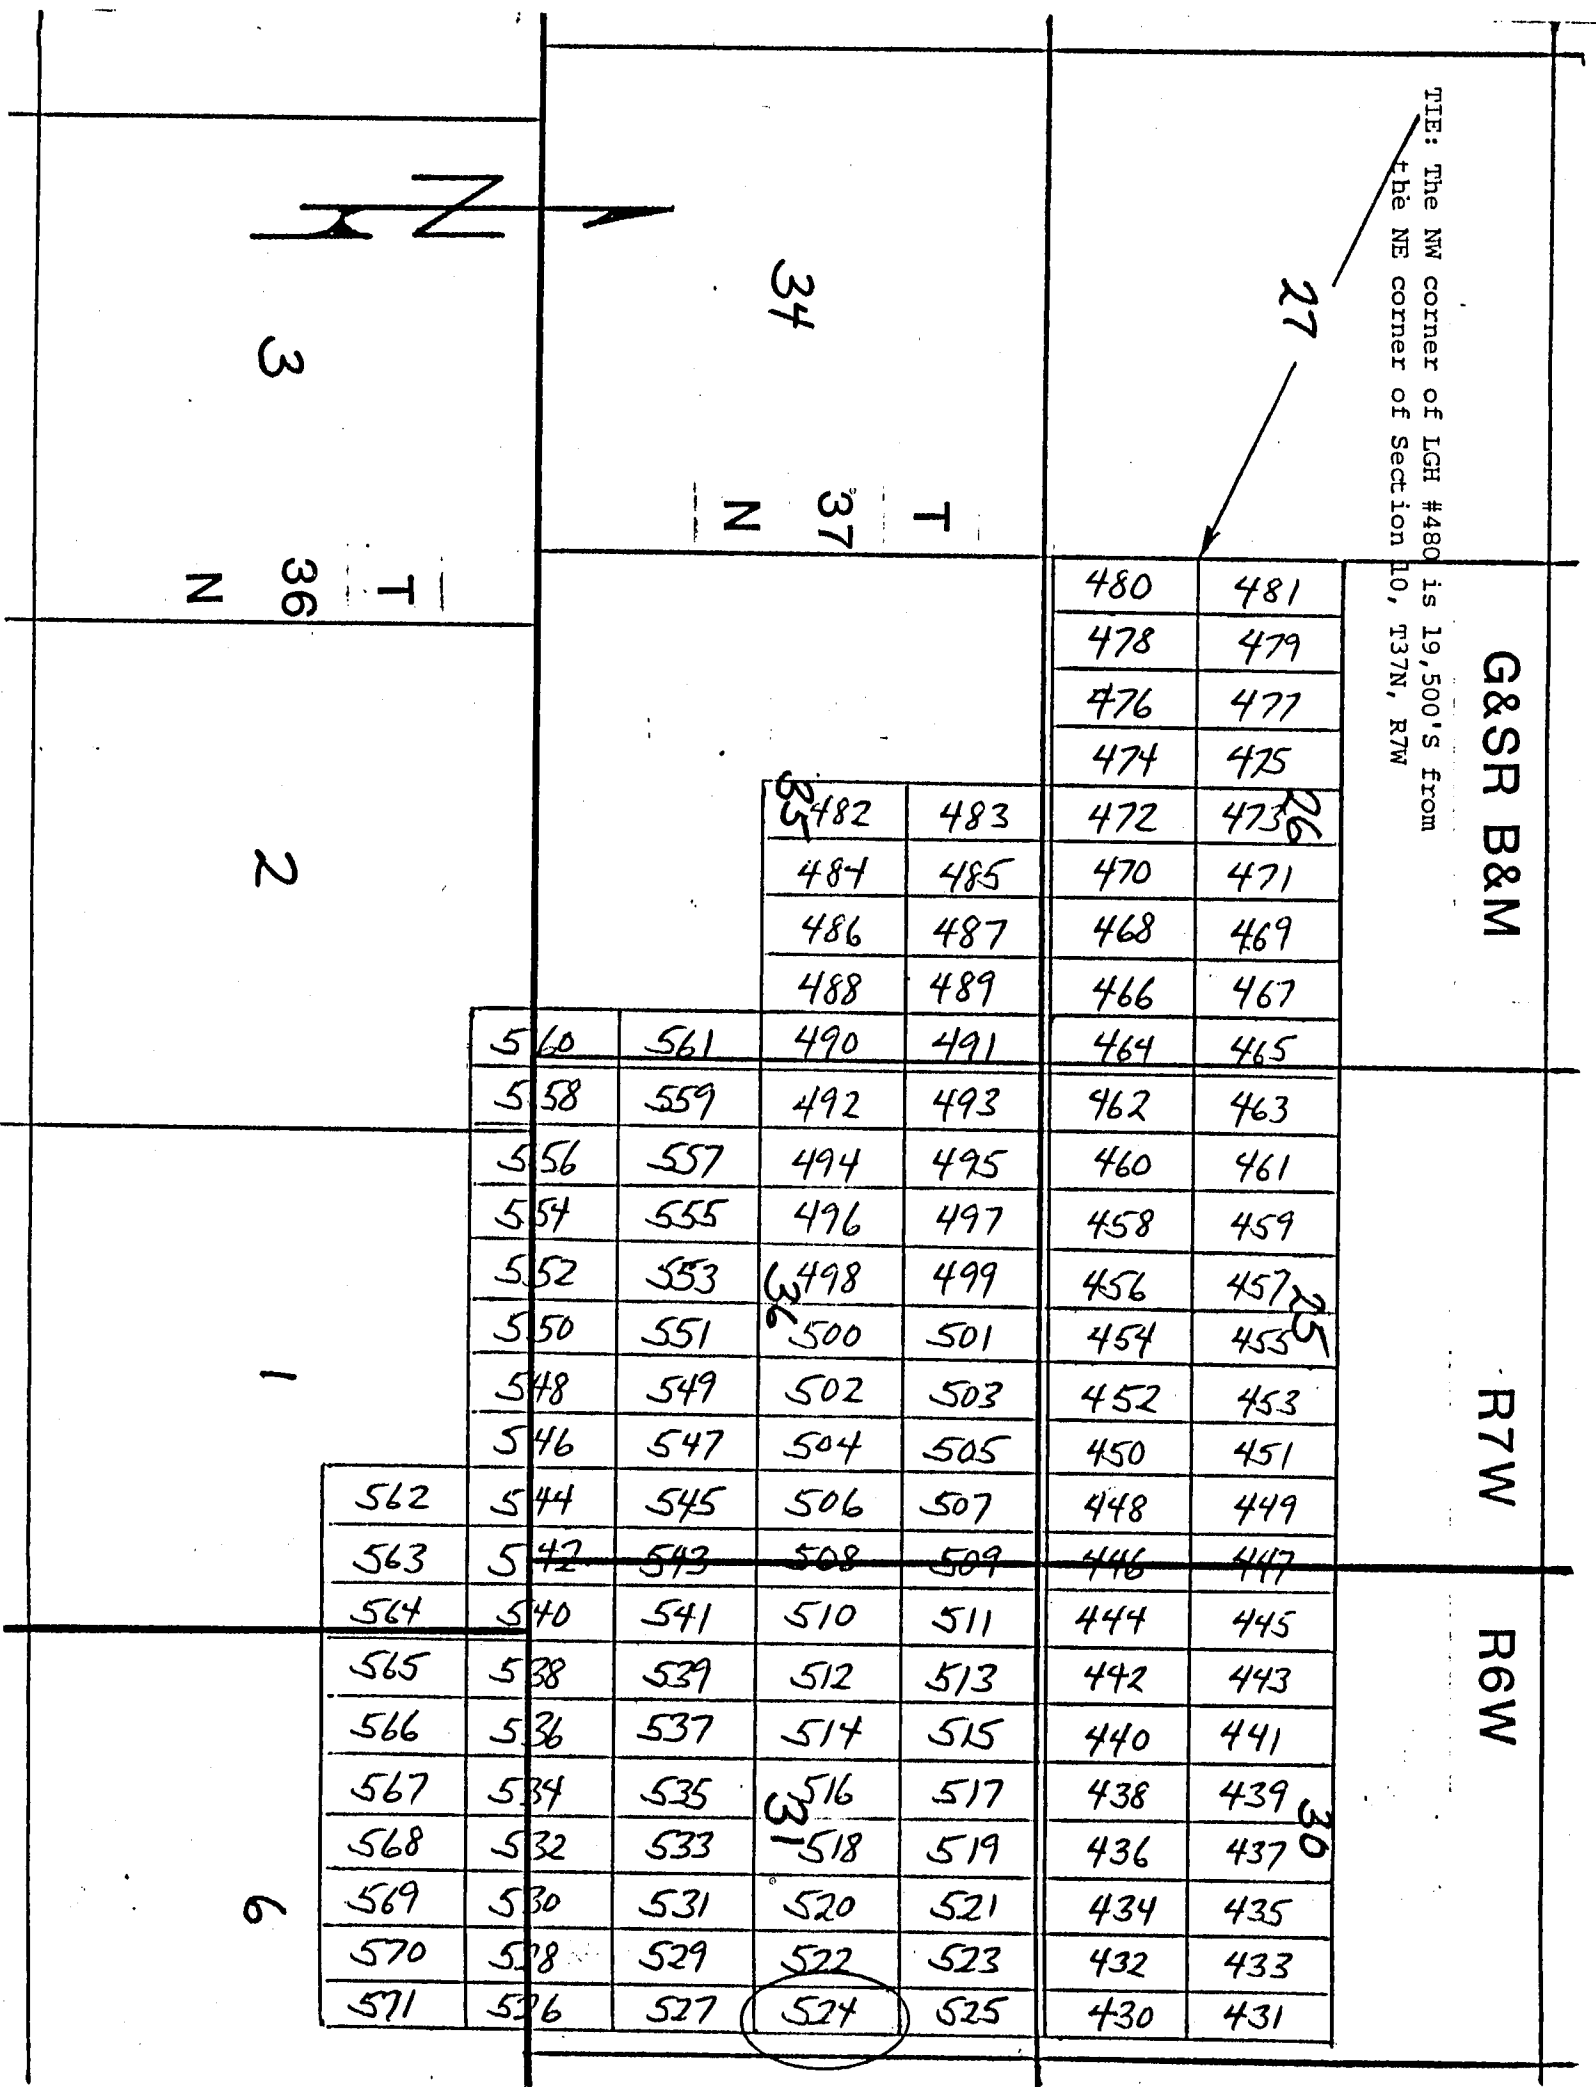 G&SR B&M
R7W
R6W
TIE: The NW corner of LGH #480 is 19,500'S from
the NE corner of Section 10, T37N, R7W
27
26
25
30
481 479 477 475 473 471 469 467 465 463 461 459 457 455 453 451 449 447 445 443 441 439 437 435 433 431
480 478 476 474 472 470 468 466 464 462 460 458 456 454 452 450 448 446 444 442 440 438 436 434 432 430
T
37
N
483 485 487 489 491 493 495 497 499 501 503 505 507 509 511 513 515 517 519 521 523 525
34
35
36
31
482 484 486 488 490 492 494 496 498 500 502 504 506 508 510 512 514 516 518 520 522 524
561 559 557 555 553 551 549 547 545 543 541 539 537 535 533 531 529 527
560 558 556 554 552 550 548 546 544 542 540 538 536 534 532 530 528 526
N
T
36
N
562 563 564 565 566 567 568 569 570 571
3
2
1
6